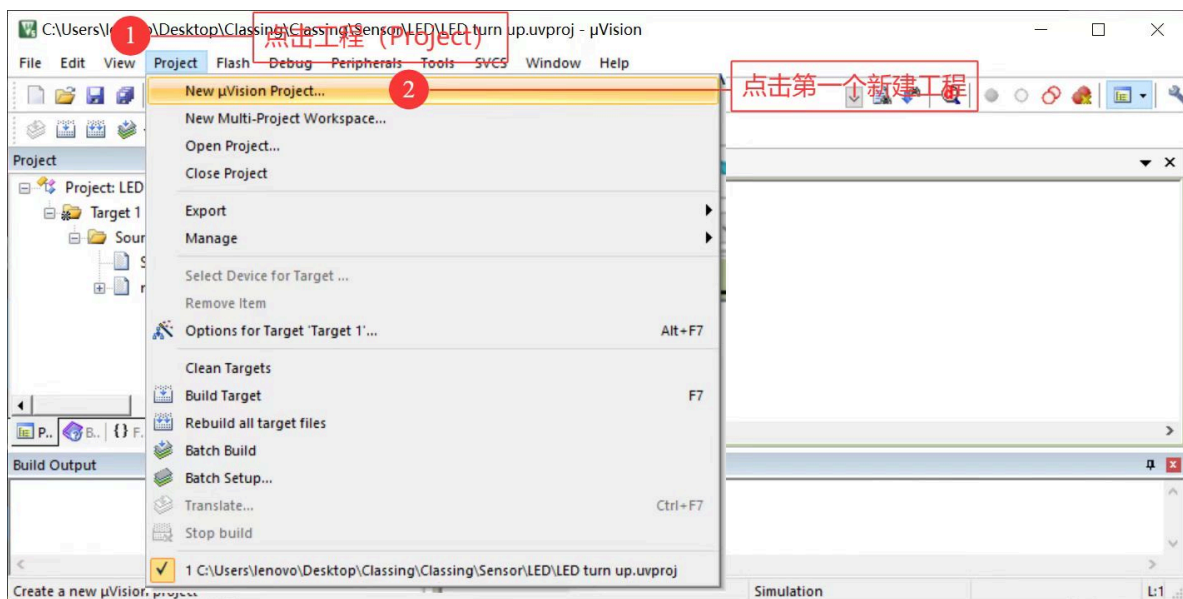 C:\Users\lenovo\Desktop\Classing\Classing\Sensor\LED\LED turn up.uvproj - µVision
1
点击工程（Project）
File Edit View Project Flash Debug Peripherals Tools SVCS Window Help
New µVision Project...
2
点击第一个新建工程
New Multi-Project Workspace...
Open Project...
Close Project
Project
Project: LED
Target 1
Sour
Export
Manage
Select Device for Target ...
Remove Item
Options for Target 'Target 1'... Alt+F7
Clean Targets
Build Target F7
Rebuild all target files
Batch Build
Batch Setup...
Translate... Ctrl+F7
Stop build
1 C:\Users\lenovo\Desktop\Classing\Classing\Sensor\LED\LED turn up.uvproj
P.. B.. {} F.
Build Output
Create a new µVision project
Simulation
L:1